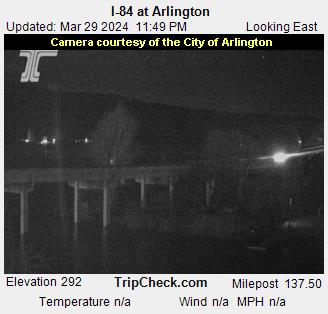 I-84 at Arlington
Updated: Mar 29 2024 11:49 PM Looking East
Camera courtesy of the City of Arlington
Elevation 292 TripCheck.com Milepost 137.50
Temperature n/a Wind n/a MPH n/a